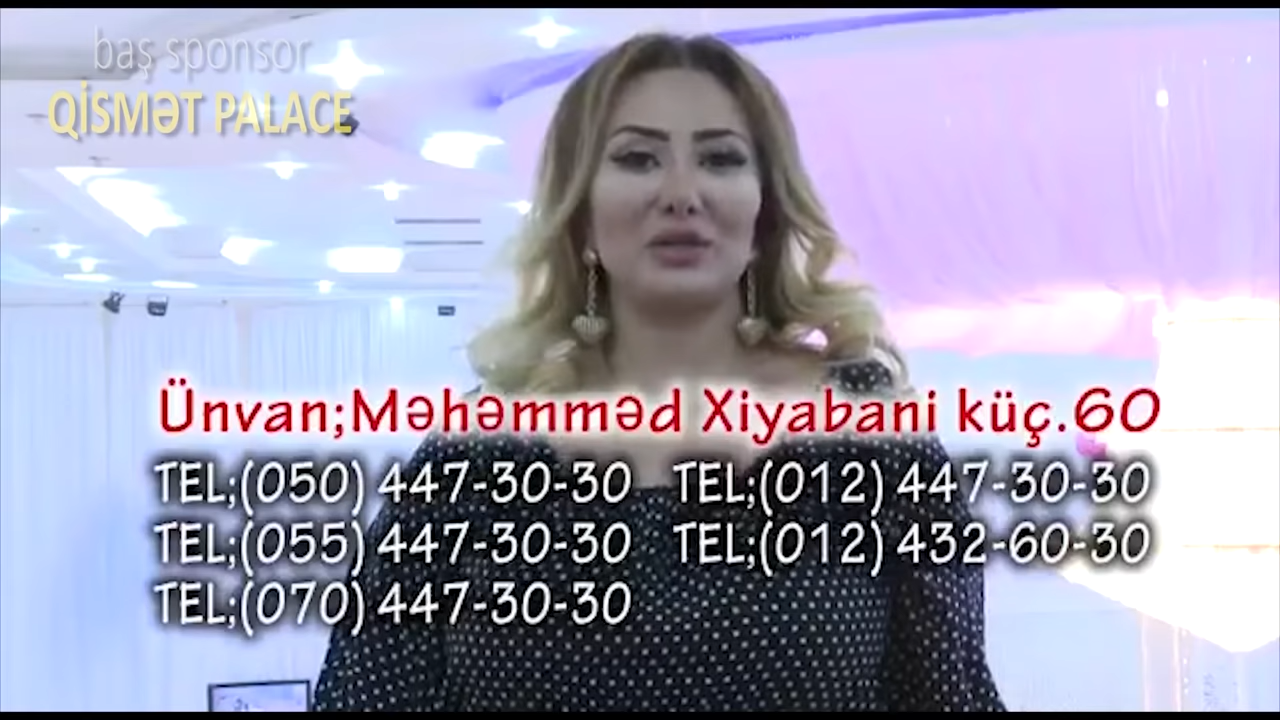 baş sponsor
QİSMƏT PALACE
Ünvan;Məhəmməd Xiyabani küç.60
TEL;(050) 447-30-30 TEL;(012) 447-30-30
TEL;(055) 447-30-30 TEL;(012) 432-60-30
TEL;(070) 447-30-30